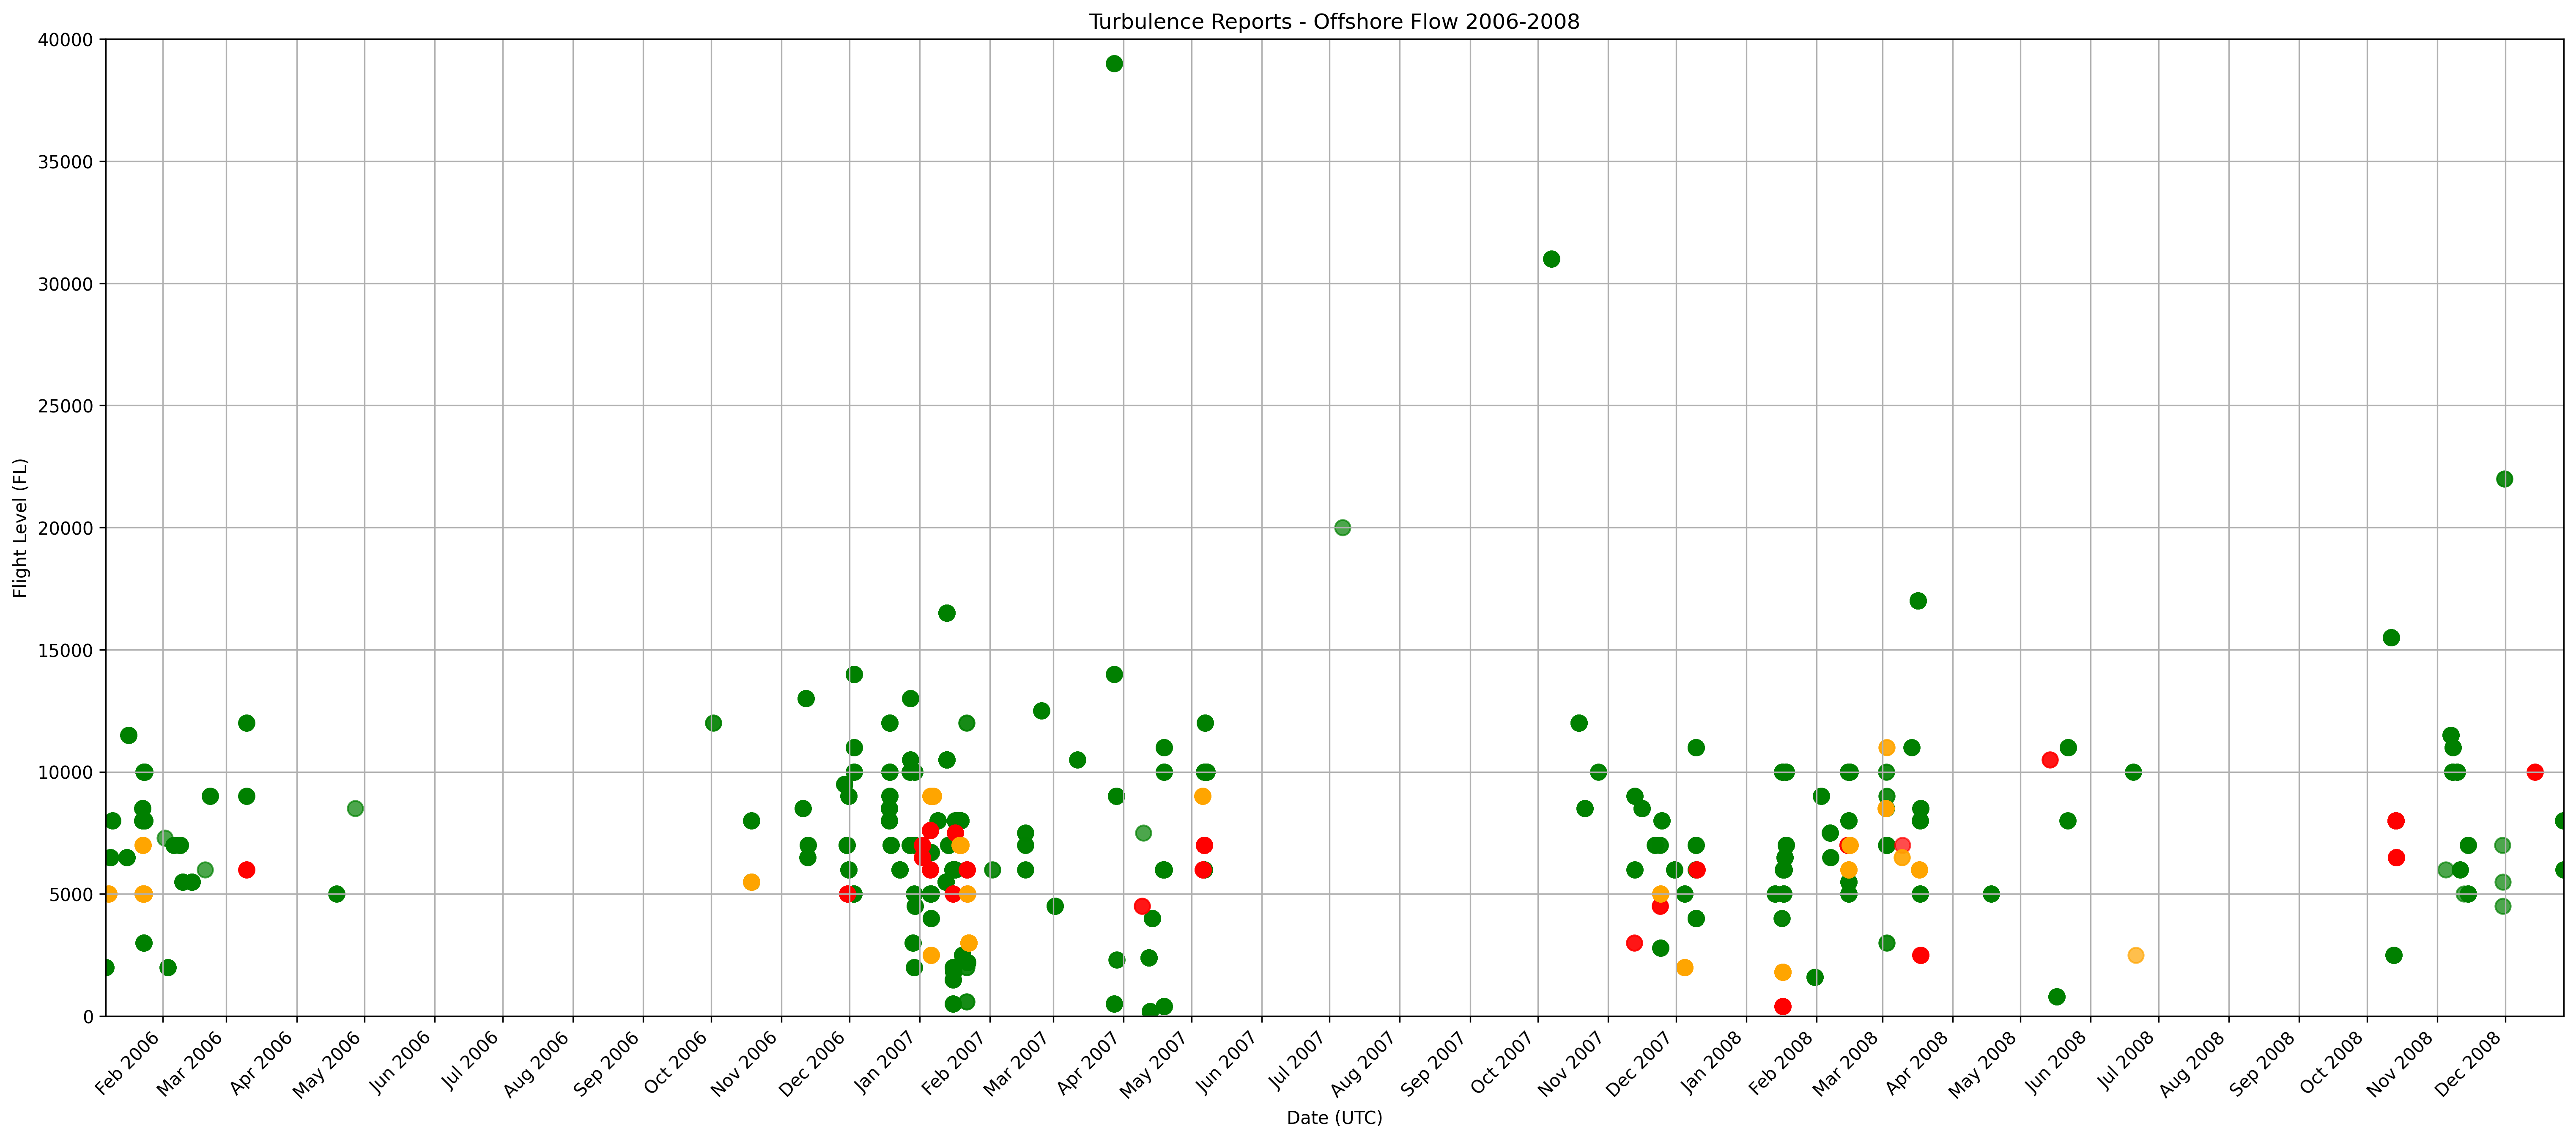 Turbulence Reports - Offshore Flow 2006-2008
40000
35000
30000
25000
20000
15000
10000
5000
0
Flight Level (FL)
Feb 2006
Mar 2006
Apr 2006
May 2006
Jun 2006
Jul 2006
Aug 2006
Sep 2006
Oct 2006
Nov 2006
Dec 2006
Jan 2007
Feb 2007
Mar 2007
Apr 2007
May 2007
Jun 2007
Jul 2007
Aug 2007
Sep 2007
Oct 2007
Nov 2007
Dec 2007
Jan 2008
Feb 2008
Mar 2008
Apr 2008
May 2008
Jun 2008
Jul 2008
Aug 2008
Sep 2008
Oct 2008
Nov 2008
Dec 2008
Date (UTC)